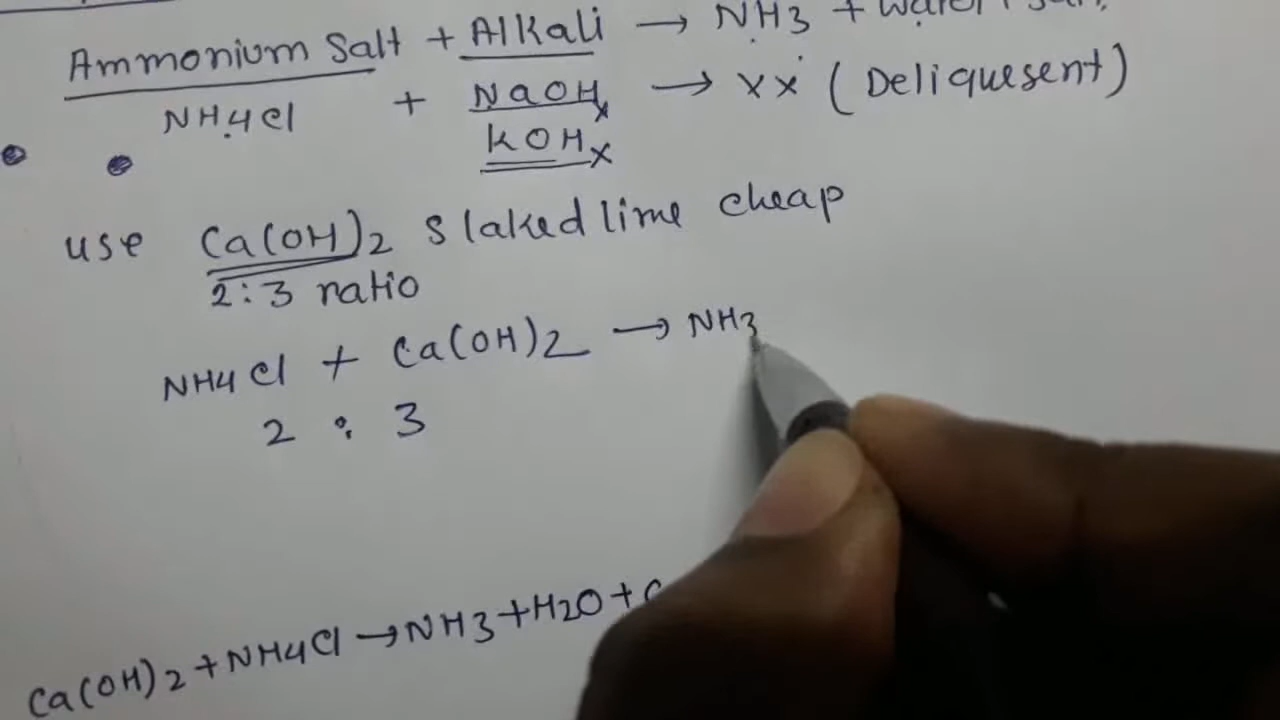 Ammonium Salt + Alkali → NH3 + Water +
NH4Cl + NaOH x → xx (Deliquesent)
KOH x
use Ca(OH)2 slaked lime cheap
2:3 ratio
NH4Cl + Ca(OH)2 → NH3
2 : 3
Ca(OH)2 + NH4Cl → NH3 + H2O + C